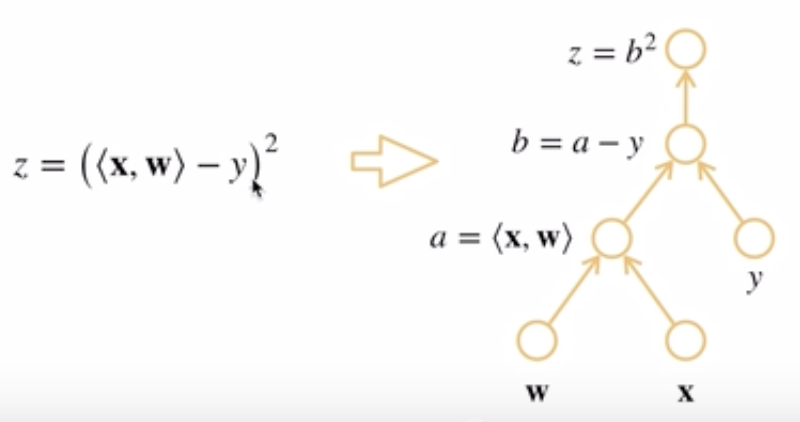 z = (⟨x, w⟩ − y)²
z = b²
b = a − y
a = ⟨x, w⟩
y
w
x